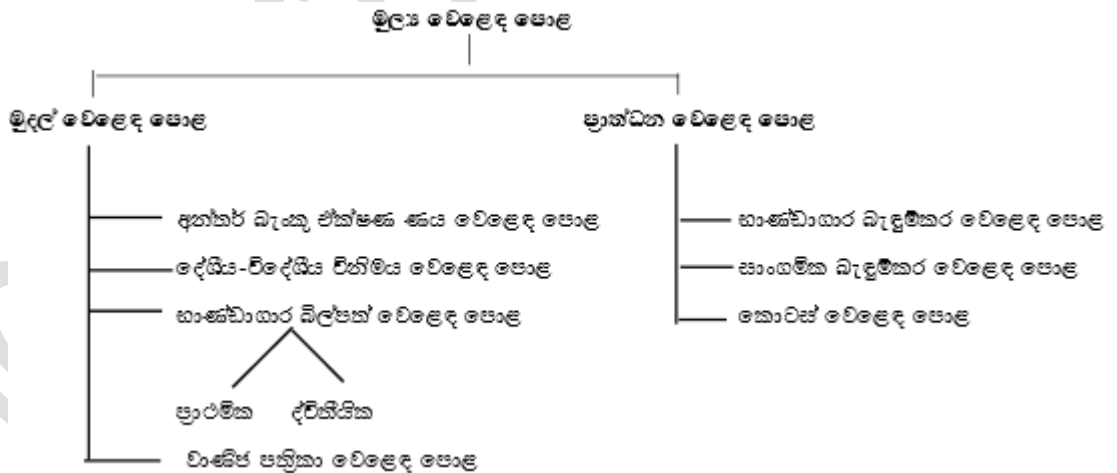 මූල්‍ය වෙළෙඳ පොළ
මුදල් වෙළෙඳ පොළ
ප්‍රාග්ධන වෙළෙඳ පොළ
අන්තර් බැංකු ඒක්ෂණ ණය වෙළෙඳ පොළ
දේශීය-විදේශීය විනිමය වෙළෙඳ පොළ
භාණ්ඩාගාර බිල්පත් වෙළෙඳ පොළ
ප්‍රාථමික ද්විතීයික
වාණිජ පත්‍රිකා වෙළෙඳ පොළ
භාණ්ඩාගාර බැඳුම්කර වෙළෙඳ පොළ
සාංගමික බැඳුම්කර වෙළෙඳ පොළ
කොටස් වෙළෙඳ පොළ